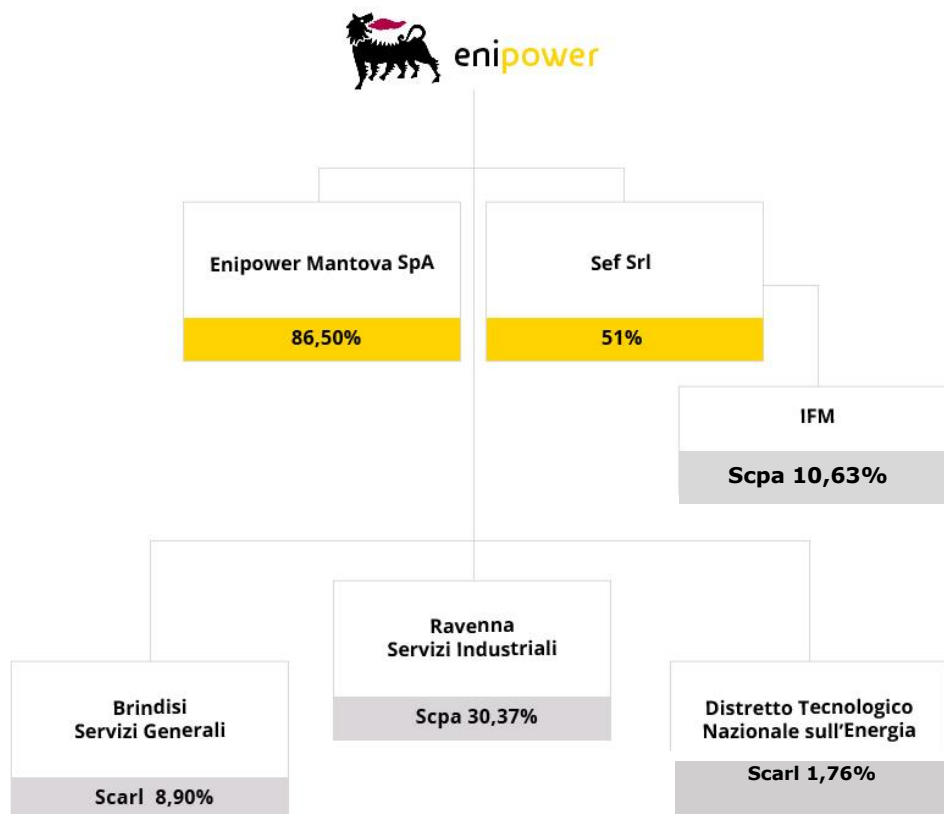 enipower
Enipower Mantova SpA
86,50%
Sef Srl
51%
IFM
Scpa 10,63%
Ravenna
Servizi Industriali
Scpa 30,37%
Brindisi
Servizi Generali
Scarl 8,90%
Distretto Tecnologico
Nazionale sull'Energia
Scarl 1,76%